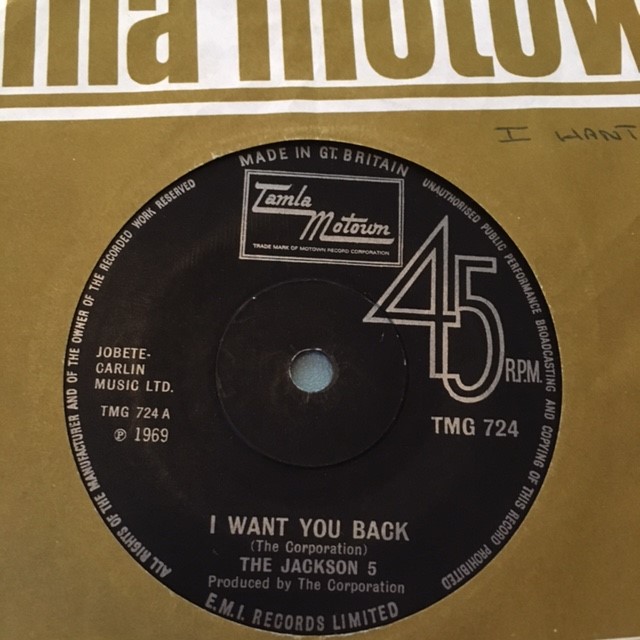 MOTOW
I WANT
MADE IN GT. BRITAIN
Tamla
Motown
TRADE MARK OF MOTOWN RECORD CORPORATION
45
R.P.M.
UNAUTHORISED PUBLIC PERFORMANCE BROADCASTING AND COPYING OF THIS RECORD PROHIBITED
ALL RIGHTS OF THE MANUFACTURER AND OF THE OWNER OF THE RECORDED WORK RESERVED
JOBETE-
CARLIN
MUSIC LTD.
TMG 724 A
℗ 1969
TMG 724
I WANT YOU BACK
(The Corporation)
THE JACKSON 5
Produced by The Corporation
E.M.I. RECORDS LIMITED